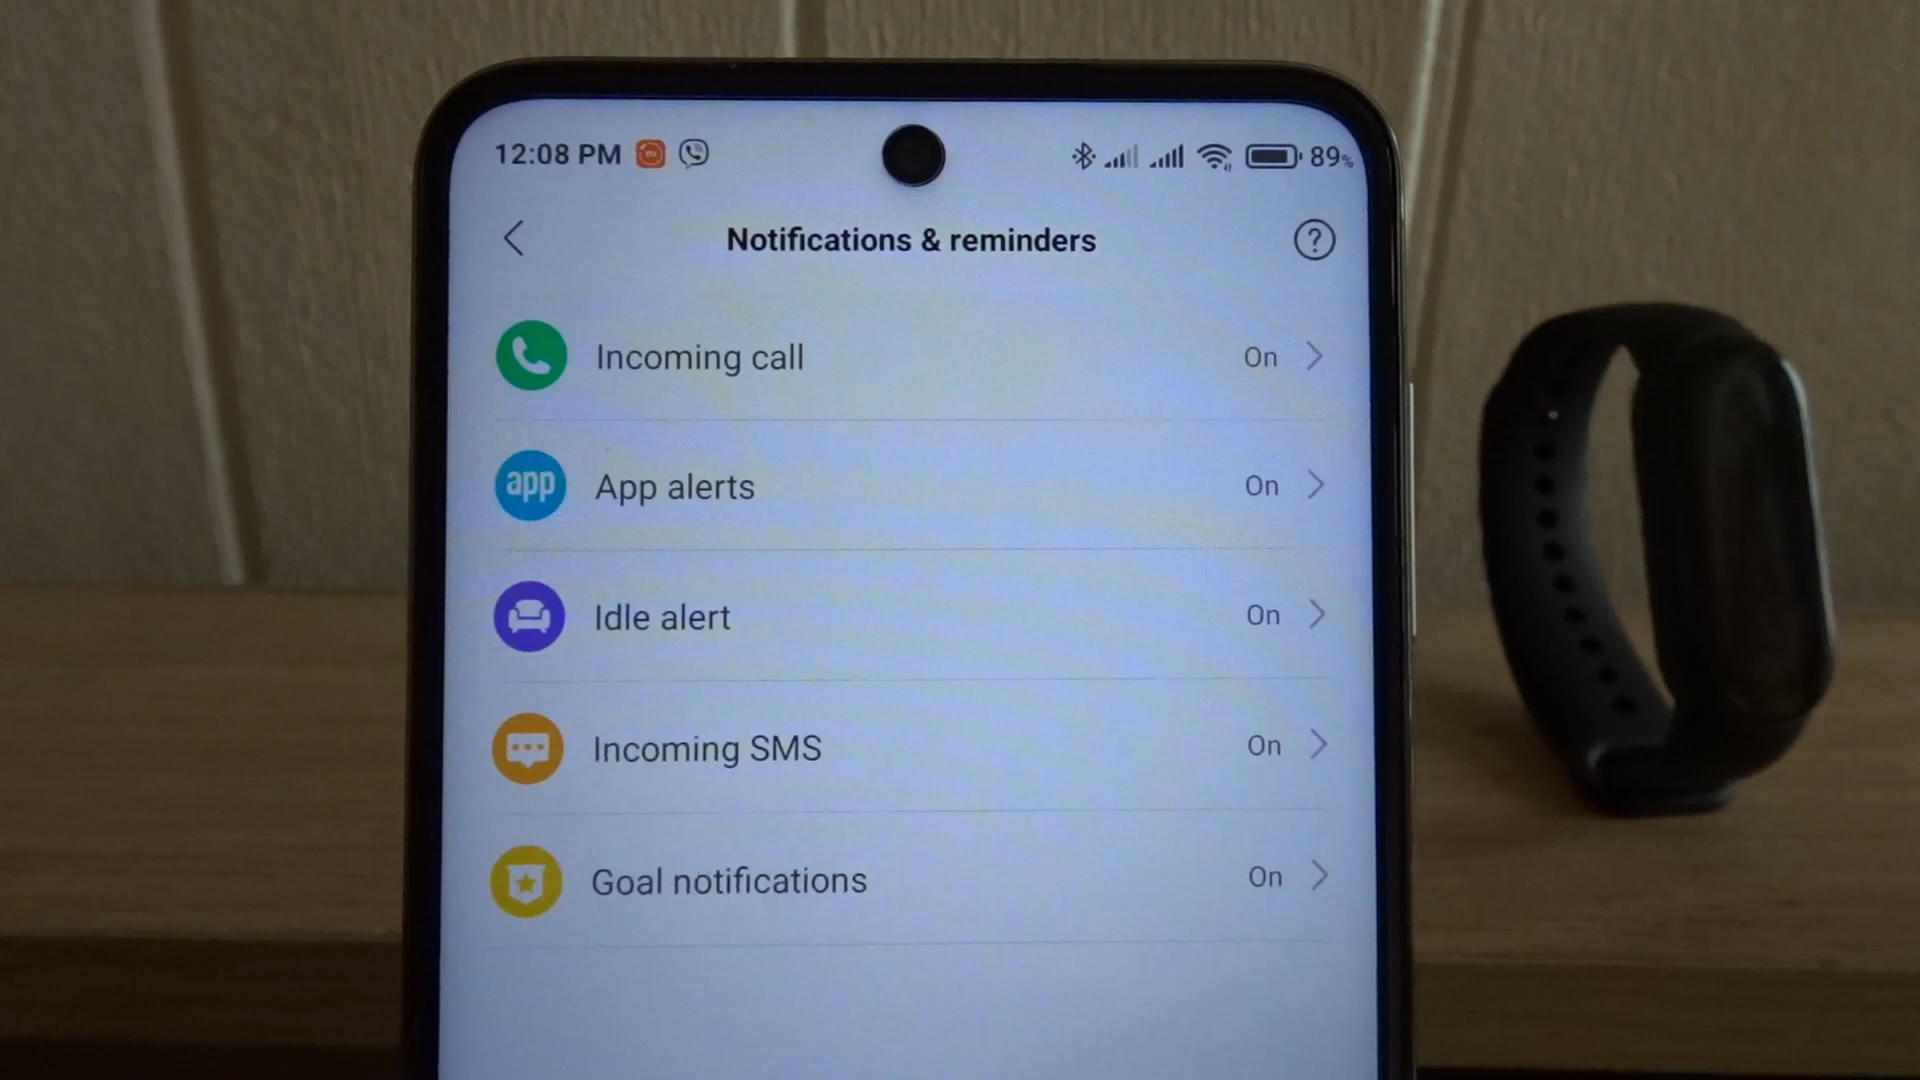 12:08 PM 89%
Notifications & reminders
Incoming call On
app App alerts On
Idle alert On
Incoming SMS On
Goal notifications On